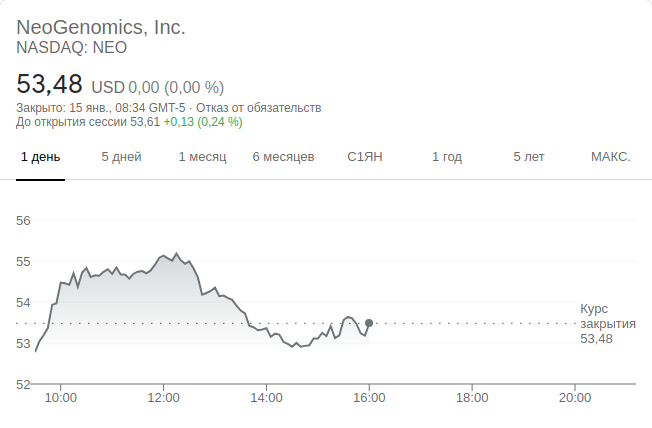 NeoGenomics, Inc.
NASDAQ: NEO
53,48 USD 0,00 (0,00 %)
Закрыто: 15 янв., 08:34 GMT-5 · Отказ от обязательств
До открытия сессии 53,61 +0,13 (0,24 %)
1 день 5 дней 1 месяц 6 месяцев С1ЯН 1 год 5 лет МАКС.
56
55
54
Курс
закрытия
53,48
53
52
10:00 12:00 14:00 16:00 18:00 20:00